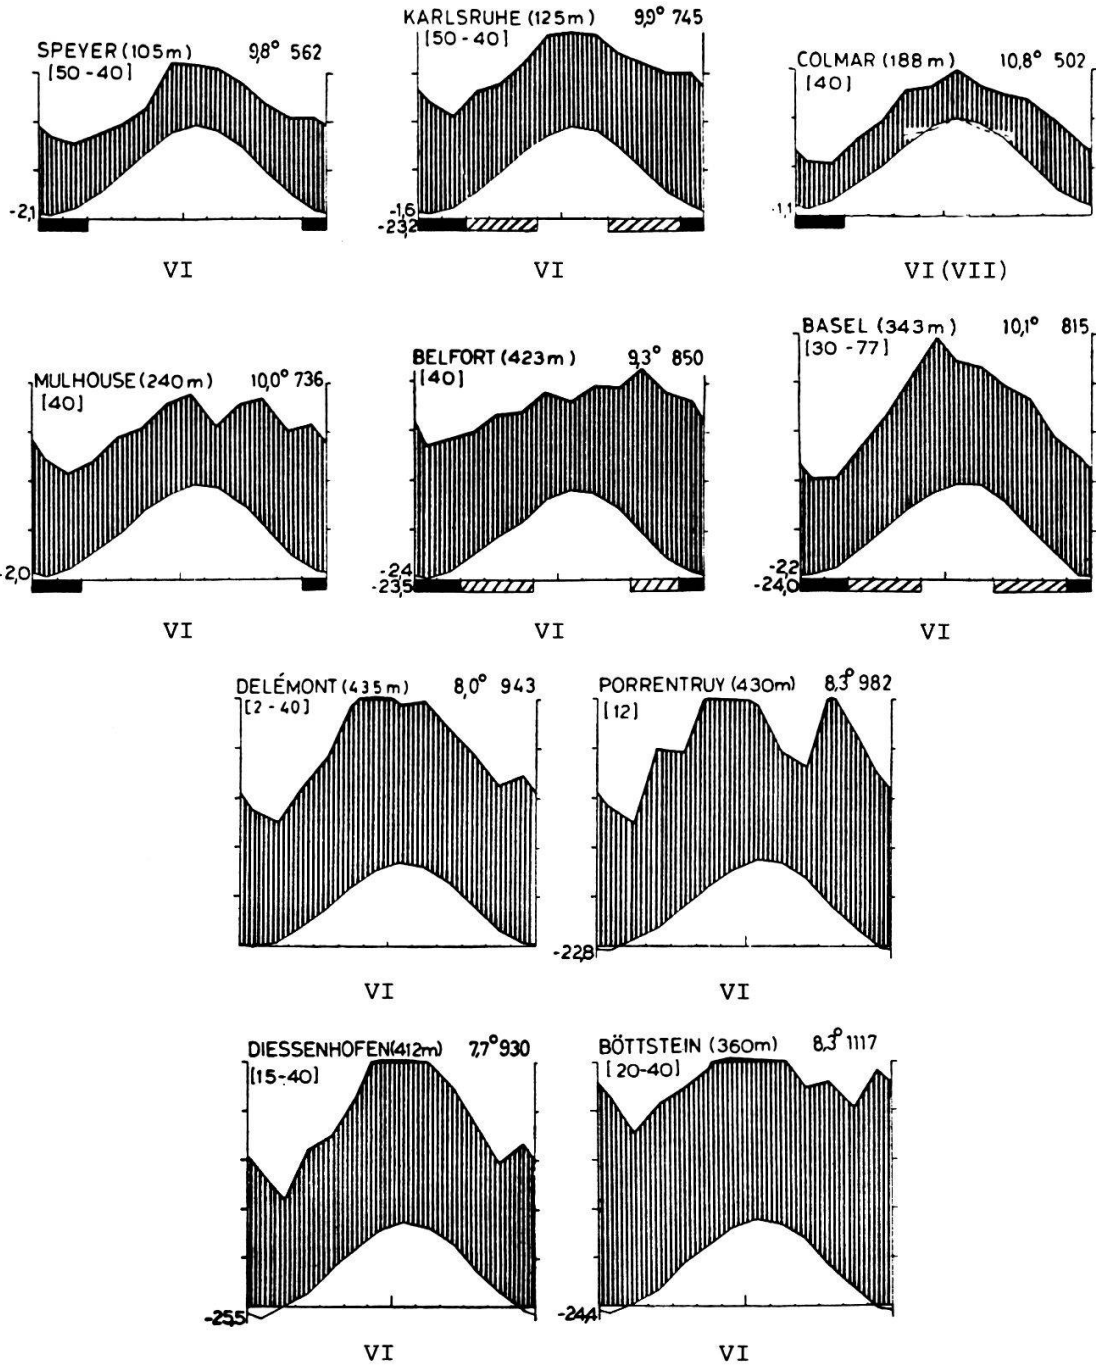 SPEYER (105m) 9,8° 562
[50-40]
-2,1
VI
KARLSRUHE (125m) 9,9° 745
[50-40]
-1,6
-23,2
VI
COLMAR (188 m) 10,8° 502
[40]
-1,1
VI (VII)
MULHOUSE (240m) 10,0° 736
[40]
-2,0
VI
BELFORT (423m) 9,3° 850
[40]
-2,4
-23,5
VI
BASEL (343m) 10,1° 815
[30-77]
-2,2
-24,0
VI
DELÉMONT (435m) 8,0° 943
[2-40]
VI
PORRENTRUY (430m) 8,3° 982
[12]
-22,8
VI
DIESSENHOFEN (412m) 7,7° 930
[15-40]
-25,5
VI
BÖTTSTEIN (360m) 8,3° 1117
[20-40]
-24,4
VI